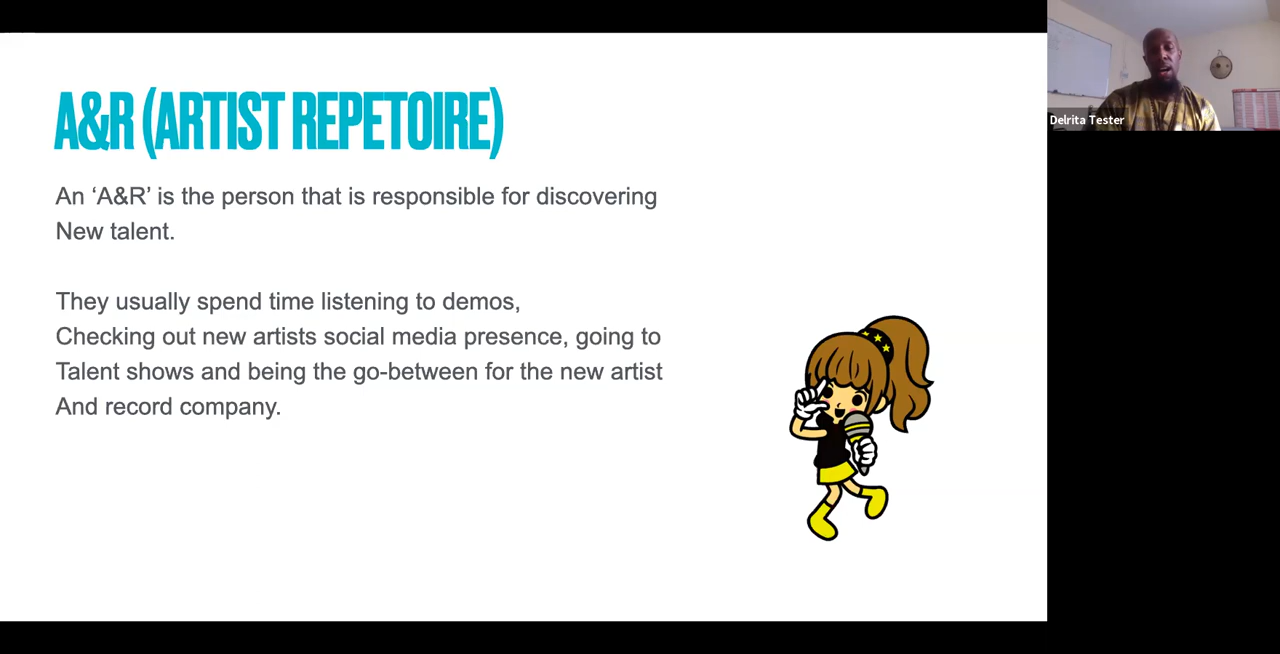 A&R (ARTIST REPETOIRE)
An ‘A&R’ is the person that is responsible for discovering
New talent.
They usually spend time listening to demos,
Checking out new artists social media presence, going to
Talent shows and being the go-between for the new artist
And record company.
Delrita Tester